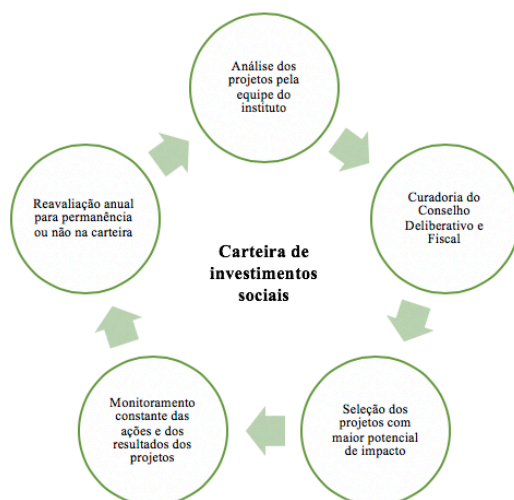 Análise dos
projetos pela
equipe do
instituto
Curadoria do
Conselho
Deliberativo e
Fiscal
Seleção dos
projetos com
maior potencial
de impacto
Monitoramento
constante das
ações e dos
resultados dos
projetos
Reavaliação anual
para permanência
ou não na carteira
Carteira de
investimentos
sociais